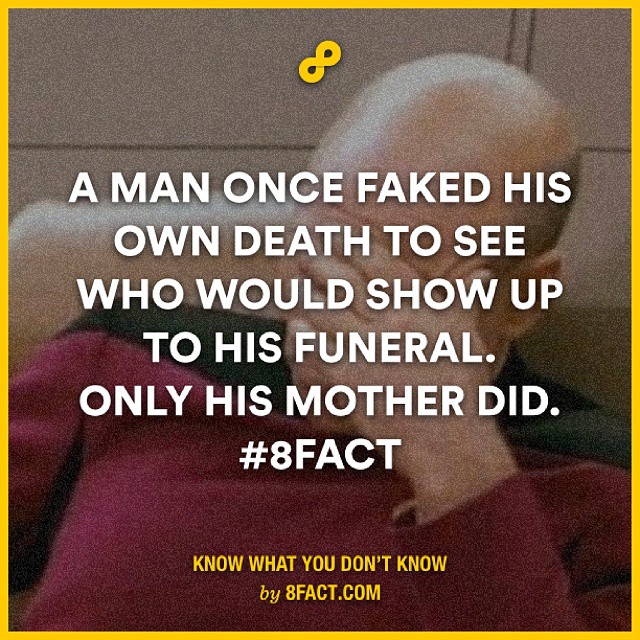 A MAN ONCE FAKED HIS
OWN DEATH TO SEE
WHO WOULD SHOW UP
TO HIS FUNERAL.
ONLY HIS MOTHER DID.
#8FACT
KNOW WHAT YOU DON'T KNOW
by 8FACT.COM